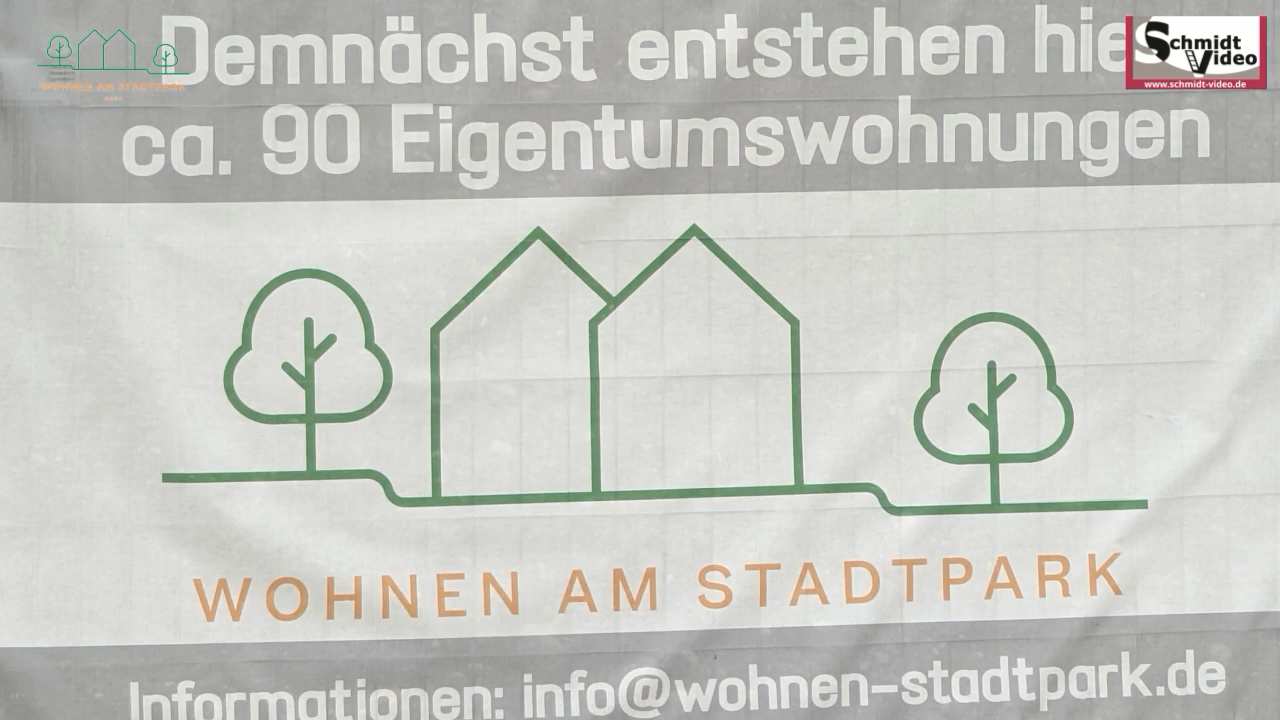 Demnächst entstehen hie
Schmidt
Video
www.schmidt-video.de
WOHNEN AM STADTPARK
ca. 90 Eigentumswohnungen
WOHNEN AM STADTPARK
Informationen: info@wohnen-stadtpark.de